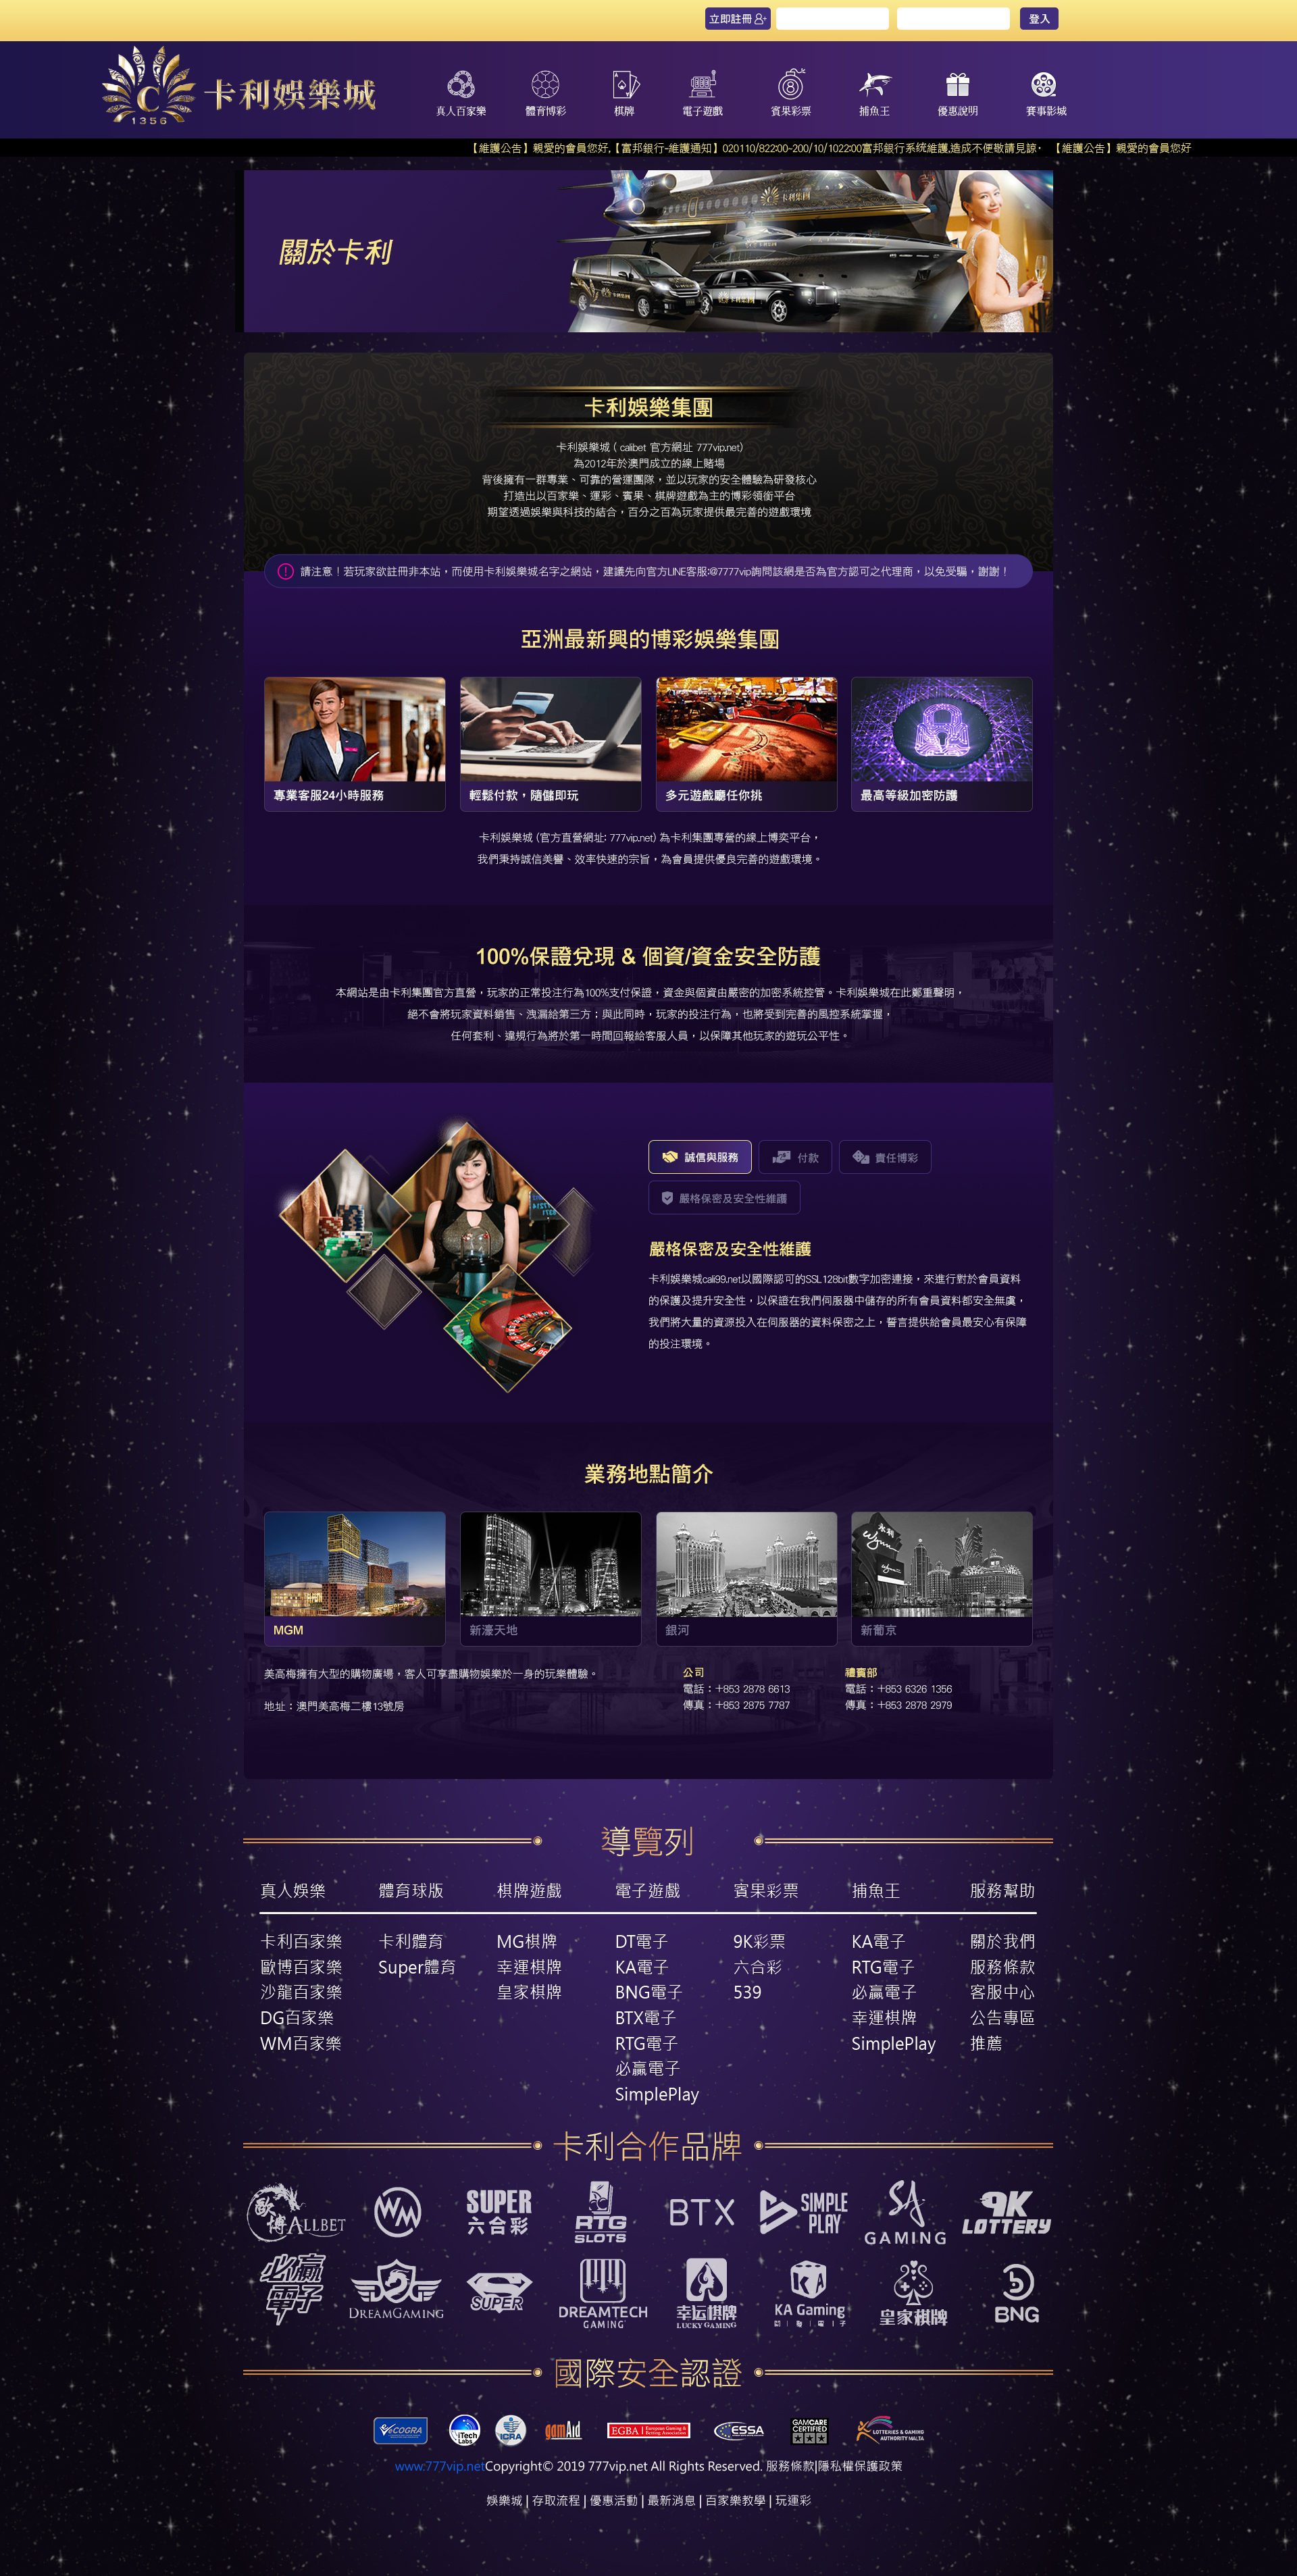 立即註冊
登入
卡利娛樂城
1356
真人百家樂
體育博彩
棋牌
電子遊戲
賓果彩票
捕魚王
優惠說明
賽事影城
【維護公告】親愛的會員您好,【富邦銀行-維護通知】020110/822:00~200/10/1022:00富邦銀行系统維護,造成不便敬請見諒· 【維護公告】親愛的會員您好
關於卡利
卡利集團
卡利娛樂集團
卡利娛樂城 ( calibet 官方網址 777vip.net)
為2012年於澳門成立的線上賭場
背後擁有一群專業、可靠的營運團隊，並以玩家的安全體驗為研發核心
打造出以百家樂、運彩、賓果、棋牌遊戲為主的博彩領銜平台
期望透過娛樂與科技的結合，百分之百為玩家提供最完善的遊戲環境
請注意！若玩家欲註冊非本站，而使用卡利娛樂城名字之網站，建議先向官方LINE客服:@7777vip詢問該網是否為官方認可之代理商，以免受騙，謝謝！
亞洲最新興的博彩娛樂集團
專業客服24小時服務
輕鬆付款，隨儲即玩
多元遊戲廳任你挑
最高等級加密防護
卡利娛樂城 (官方直營網址: 777vip.net) 為卡利集團專營的線上博奕平台，
我們秉持誠信美譽、效率快速的宗旨，為會員提供優良完善的遊戲環境。
100%保證兌現 & 個資/資金安全防護
本網站是由卡利集團官方直營，玩家的正常投注行為100%支付保證，資金與個資由嚴密的加密系統控管。卡利娛樂城在此鄭重聲明，
絕不會將玩家資料銷售、洩漏給第三方；與此同時，玩家的投注行為，也將受到完善的風控系統掌握，
任何套利、違規行為將於第一時間回報給客服人員，以保障其他玩家的遊玩公平性。
誠信與服務
付款
責任博彩
嚴格保密及安全性維護
嚴格保密及安全性維護
卡利娛樂城cali99.net以國際認可的SSL128bit數字加密連接，來進行對於會員資料
的保護及提升安全性，以保證在我們伺服器中儲存的所有會員資料都安全無虞，
我們將大量的資源投入在伺服器的資料保密之上，誓言提供給會員最安心有保障
的投注環境。
業務地點簡介
永利
wynn
MGM
新濠天地
銀河
新葡京
美高梅擁有大型的購物廣場，客人可享盡購物娛樂於一身的玩樂體驗。
地址：澳門美高梅二樓13號房
公司
電話：+853 2878 6613
傳真：+853 2875 7787
禮賓部
電話：+853 6326 1356
傳真：+853 2878 2979
導覽列
真人娛樂 體育球版 棋牌遊戲 電子遊戲 賓果彩票 捕魚王 服務幫助
卡利百家樂 卡利體育 MG棋牌 DT電子 9K彩票 KA電子 關於我們
歐博百家樂 Super體育 幸運棋牌 KA電子 六合彩 RTG電子 服務條款
沙龍百家樂 皇家棋牌 BNG電子 539 必贏電子 客服中心
DG百家樂 BTX電子 幸運棋牌 公告專區
WM百家樂 RTG電子 SimplePlay 推薦
必贏電子
SimplePlay
卡利合作品牌
歐博 ALLBET
WM
SUPER
六合彩
RTG
SLOTS
BTX
SIMPLE
PLAY
SA
GAMING
9K
LOTTERY
必贏
電子
DREAMGAMING
SUPER
DREAMTECH
GAMING
幸运棋牌
LUCKY GAMING
KA
KA Gaming
皇家棋牌
BNG
國際安全認證
eCOGRA
iTech
Labs
ICRA
gamAid
EGBA European Gaming & Betting Association
ESSA
GAMCARE
CERTIFIED
LOTTERIES & GAMING
AUTHORITY MALTA
www.777vip.netCopyright© 2019 777vip.net All Rights Reserved. 服務條款|隱私權保護政策
娛樂城 | 存取流程 | 優惠活動 | 最新消息 | 百家樂教學 | 玩運彩